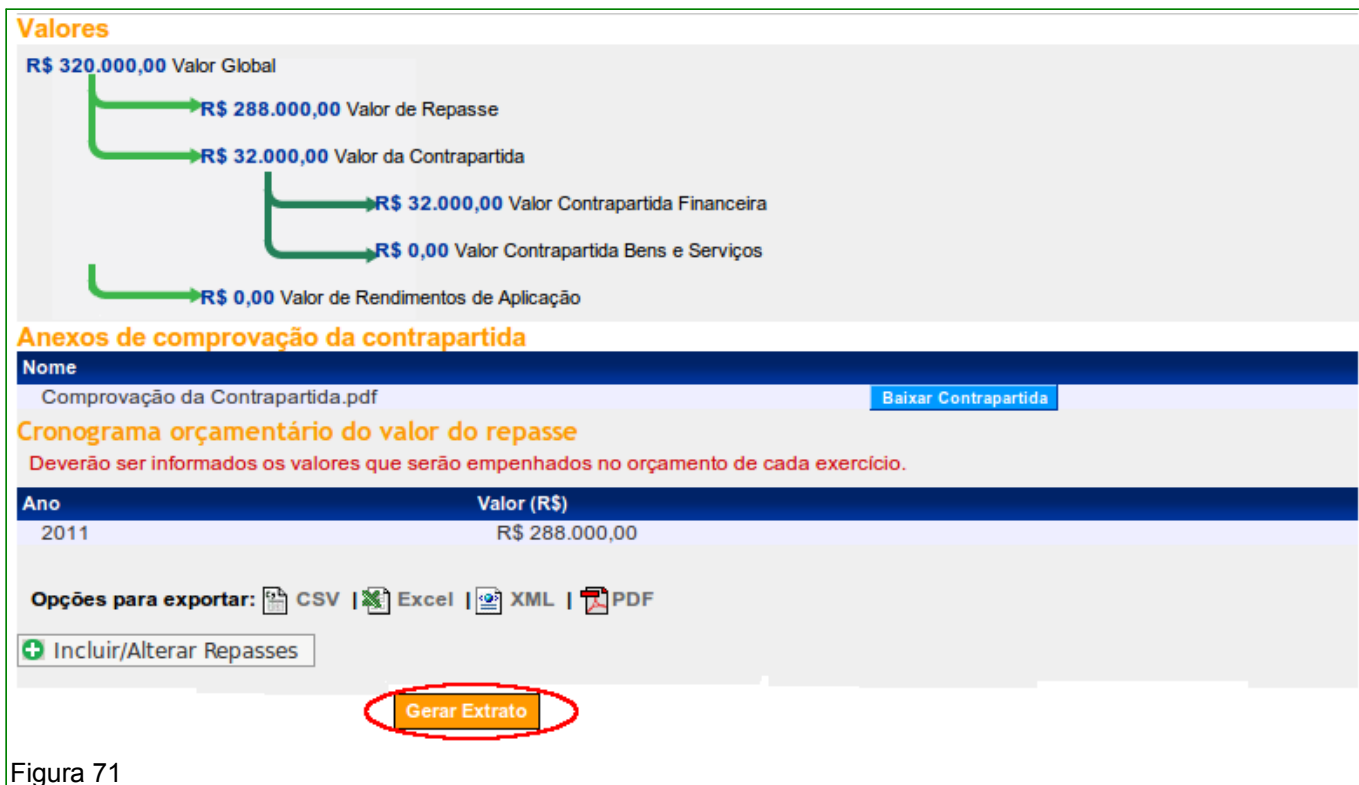 Valores
R$ 320.000,00 Valor Global
R$ 288.000,00 Valor de Repasse
R$ 32.000,00 Valor da Contrapartida
R$ 32.000,00 Valor Contrapartida Financeira
R$ 0,00 Valor Contrapartida Bens e Serviços
R$ 0,00 Valor de Rendimentos de Aplicação
Anexos de comprovação da contrapartida
Nome
Comprovação da Contrapartida.pdf Baixar Contrapartida
Cronograma orçamentário do valor do repasse
Deverão ser informados os valores que serão empenhados no orçamento de cada exercício.
Ano Valor (R$)
2011 R$ 288.000,00
Opções para exportar: CSV | Excel | XML | PDF
Incluir/Alterar Repasses
Gerar Extrato
Figura 71